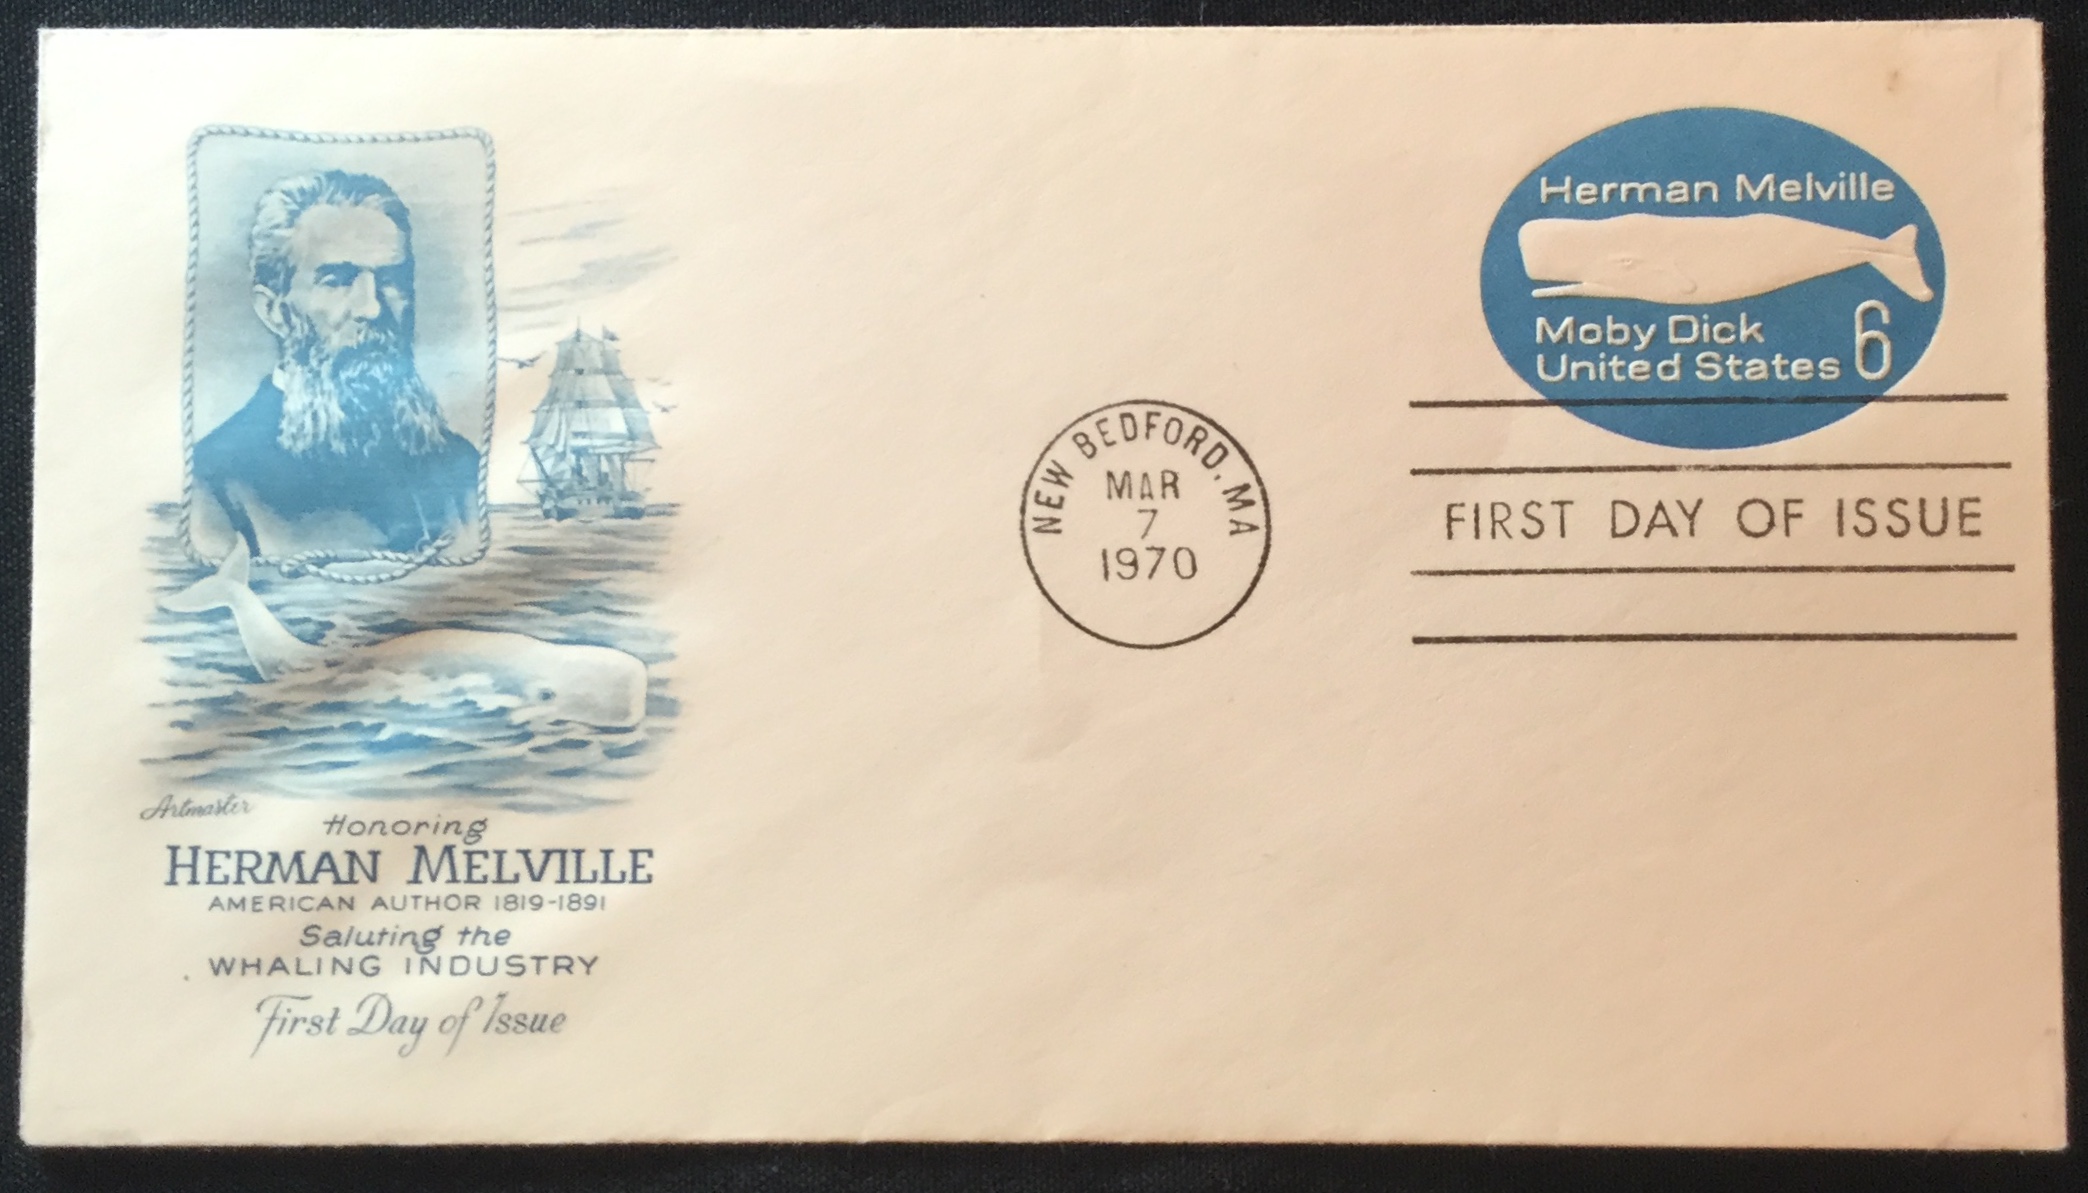 Herman Melville
Moby Dick
United States 6
NEW BEDFORD, MA
MAR
7
1970
FIRST DAY OF ISSUE
Artmaster
Honoring
HERMAN MELVILLE
AMERICAN AUTHOR 1819-1891
Saluting the
WHALING INDUSTRY
First Day of Issue